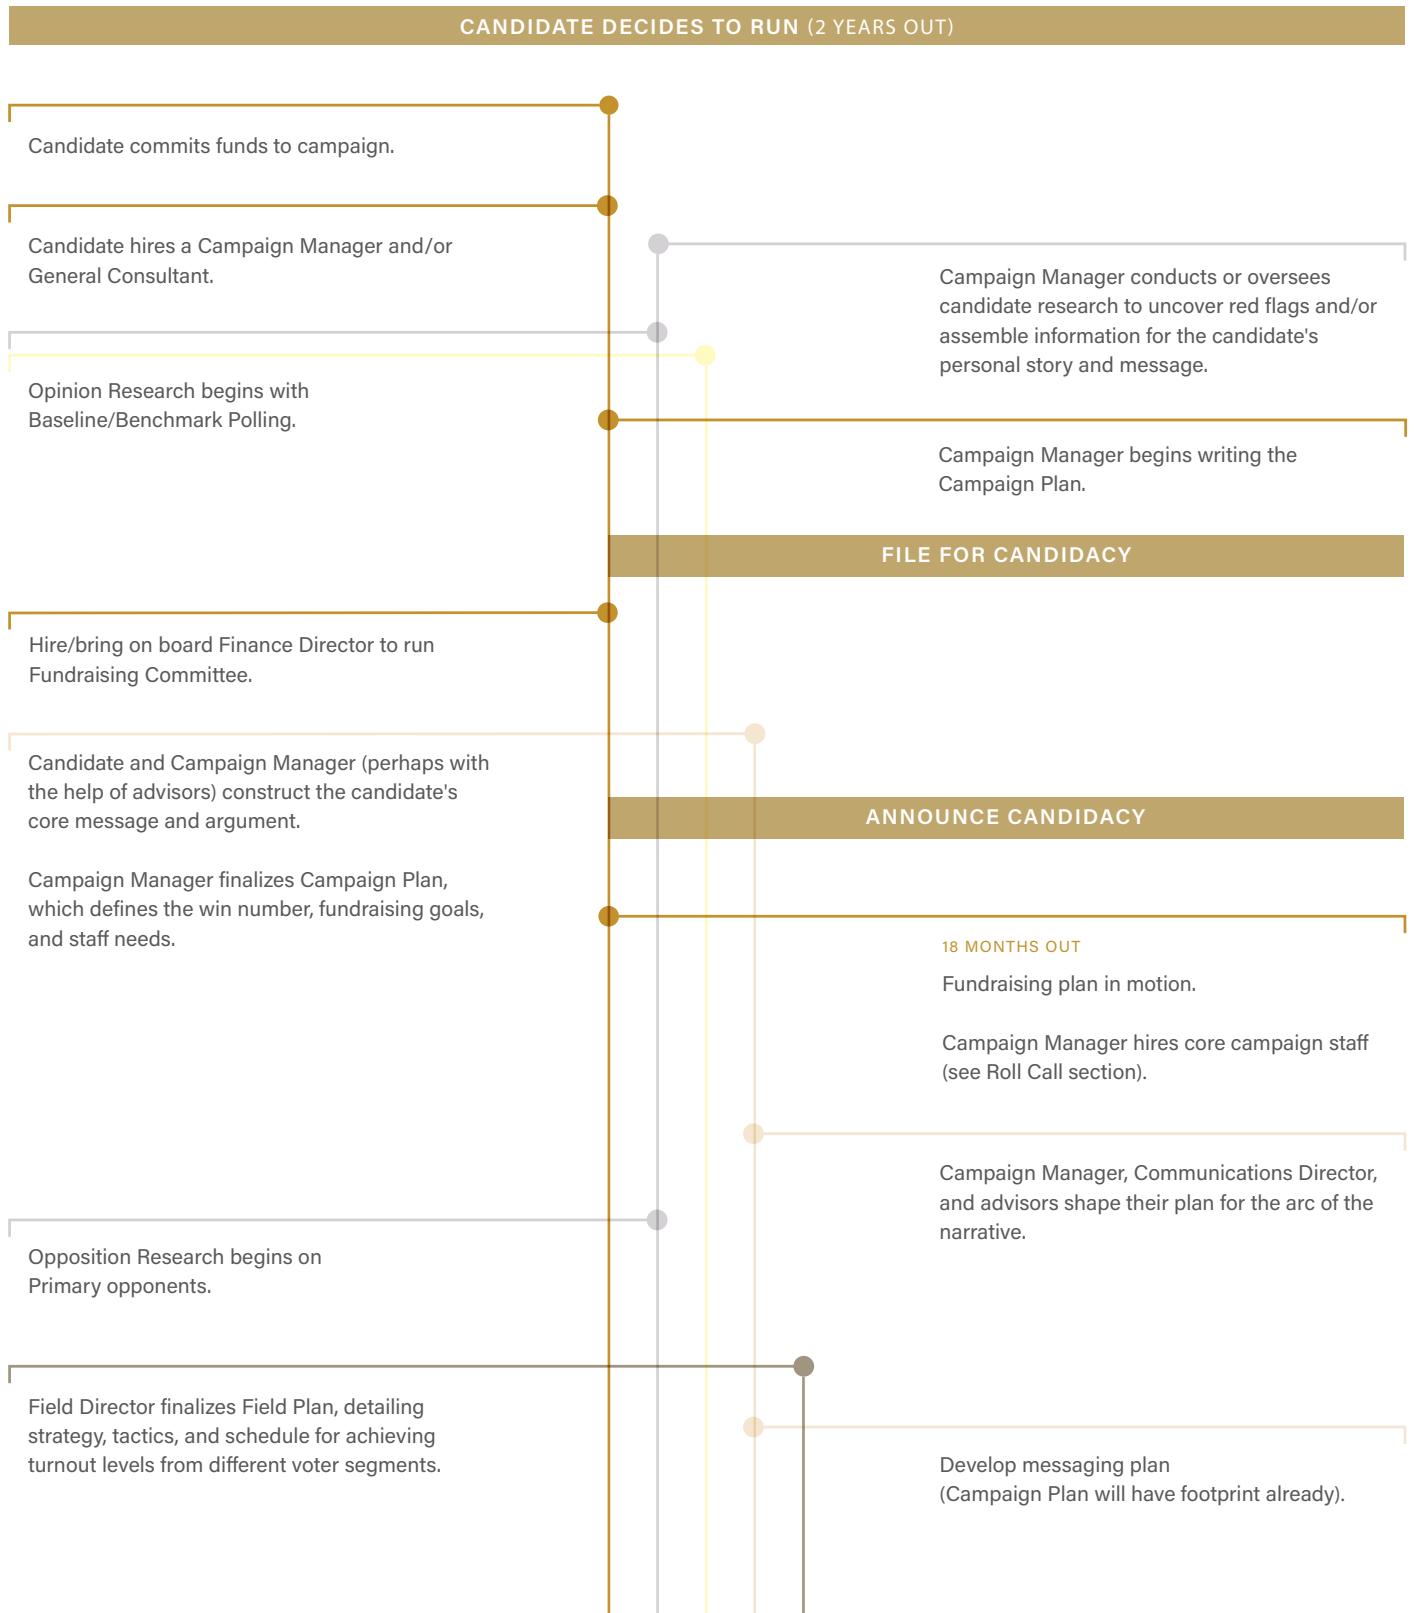 CANDIDATE DECIDES TO RUN (2 YEARS OUT)
Candidate commits funds to campaign.
Candidate hires a Campaign Manager and/or
General Consultant.
Campaign Manager conducts or oversees
candidate research to uncover red flags and/or
assemble information for the candidate's
personal story and message.
Opinion Research begins with
Baseline/Benchmark Polling.
Campaign Manager begins writing the
Campaign Plan.
FILE FOR CANDIDACY
Hire/bring on board Finance Director to run
Fundraising Committee.
Candidate and Campaign Manager (perhaps with
the help of advisors) construct the candidate's
core message and argument.
ANNOUNCE CANDIDACY
Campaign Manager finalizes Campaign Plan,
which defines the win number, fundraising goals,
and staff needs.
18 MONTHS OUT
Fundraising plan in motion.
Campaign Manager hires core campaign staff
(see Roll Call section).
Campaign Manager, Communications Director,
and advisors shape their plan for the arc of the
narrative.
Opposition Research begins on
Primary opponents.
Field Director finalizes Field Plan, detailing
strategy, tactics, and schedule for achieving
turnout levels from different voter segments.
Develop messaging plan
(Campaign Plan will have footprint already).